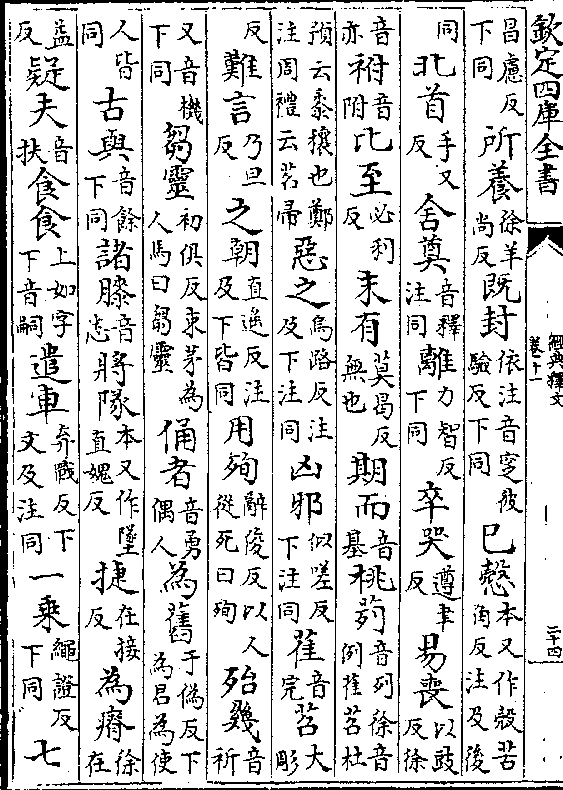 欽定四庫全書
經典釋文
卷十一
二十四
昌慮反下同所養徐羊尚反既封依注音窆彼驗反下同已慤本又作殼苦角反注及後
同北首手又反舍奠音釋注同離力智反下同卒哭遵聿反易喪以豉反徐
音亦祔音附比至必利反末有莫曷反無也期而音基桃茢音列徐音例萑苕杜
預云黍穰也鄭注周禮云苕帚惡之烏路反注及下注同凶邪似嗟反下注同萑音完苕大彫
反難言乃旦反之朝直遙反注及下皆同用殉辭俊反以人從死曰殉殆幾音祈
又音機下同芻靈初俱反束茅為人馬曰芻靈俑者音勇偶人為舊于偽反下為君為使
人皆同古與音餘下同諸膝音悉將隊本又作墜直媿反捷在接反為瘠徐在
益反疑夫音扶食食上如字下音嗣遣車弃戰反下文及注同一乘繩證反下同七